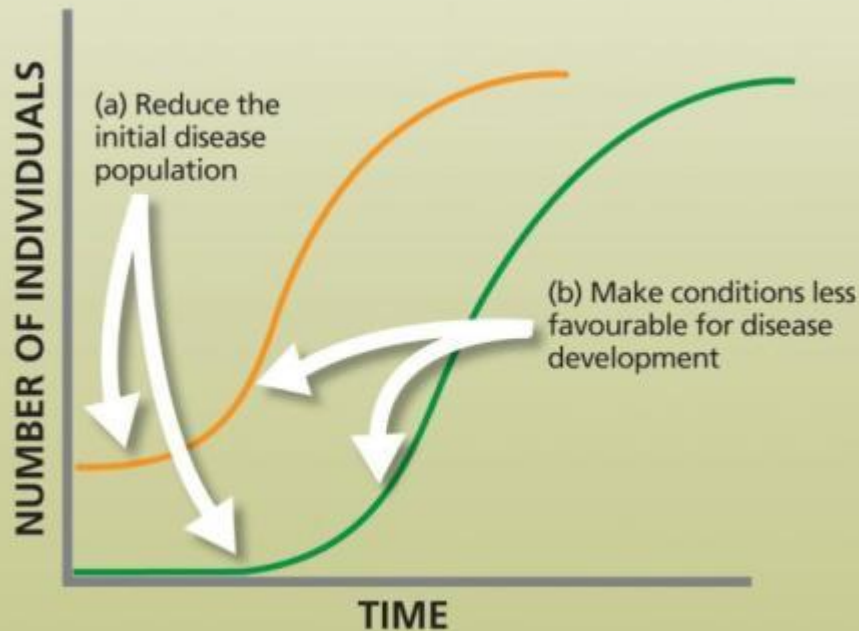 NUMBER OF INDIVIDUALS
(a) Reduce the
initial disease
population
(b) Make conditions less
favourable for disease
development
TIME